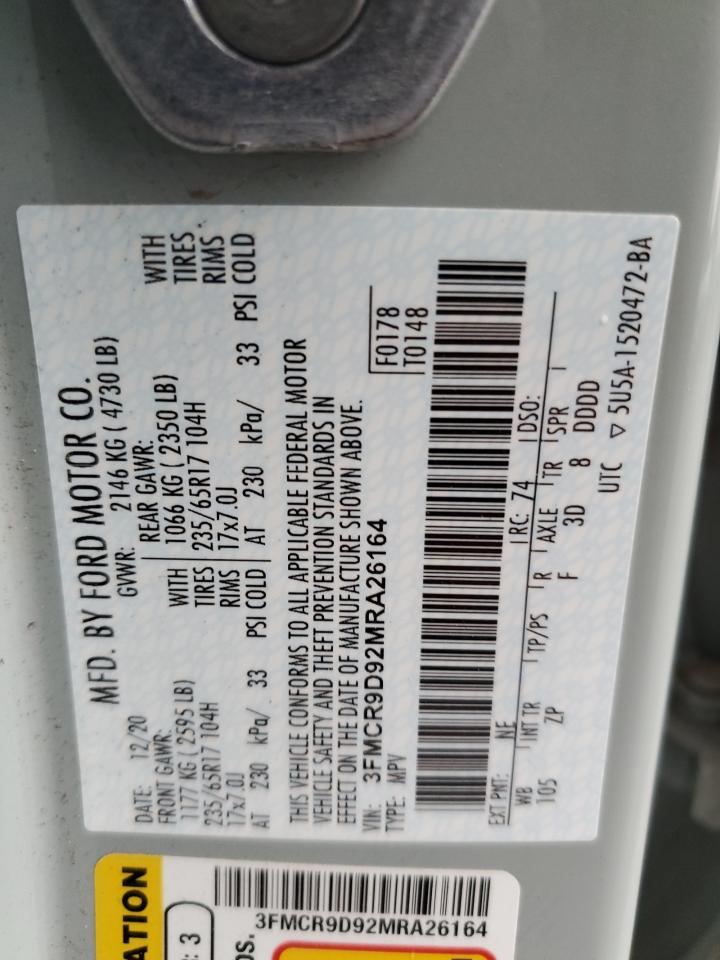 MFD. BY FORD MOTOR CO.
DATE: 12/20 GVWR: 2146 KG ( 4730 LB)
FRONT GAWR: REAR GAWR:
1177 KG ( 2595 LB) WITH 1066 KG ( 2350 LB) WITH
235/65R17 104H TIRES 235/65R17 104H TIRES
17x7.0J RIMS 17x7.0J RIMS
AT 230 kPa/ 33 PSI COLD AT 230 kPa/ 33 PSI COLD
THIS VEHICLE CONFORMS TO ALL APPLICABLE FEDERAL MOTOR
VEHICLE SAFETY AND THEFT PREVENTION STANDARDS IN
EFFECT ON THE DATE OF MANUFACTURE SHOWN ABOVE.
VIN: 3FMCR9D92MRA26164 F0178
TYPE: MPV T0148
EXT PNT: NE RC: 74 DSO:
WB INT TR TP/PS R AXLE TR SPR
105 ZP F 3D 8 DDDD
UTC ▽ 5U5A-1520472-BA
ATION
: 3
3FMCR9D92MRA26164
OS.